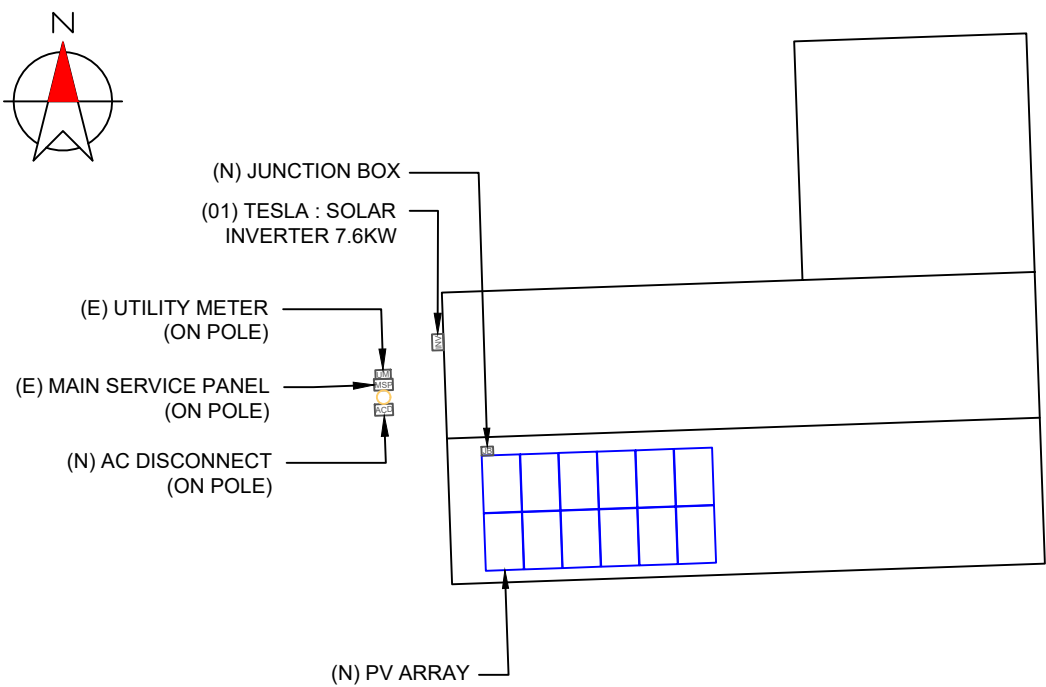 N
(N) JUNCTION BOX
(01) TESLA : SOLAR
INVERTER 7.6KW
(E) UTILITY METER
(ON POLE)
INV
UM
MSP
(E) MAIN SERVICE PANEL
(ON POLE)
ACD
(N) AC DISCONNECT
(ON POLE)
JB
(N) PV ARRAY